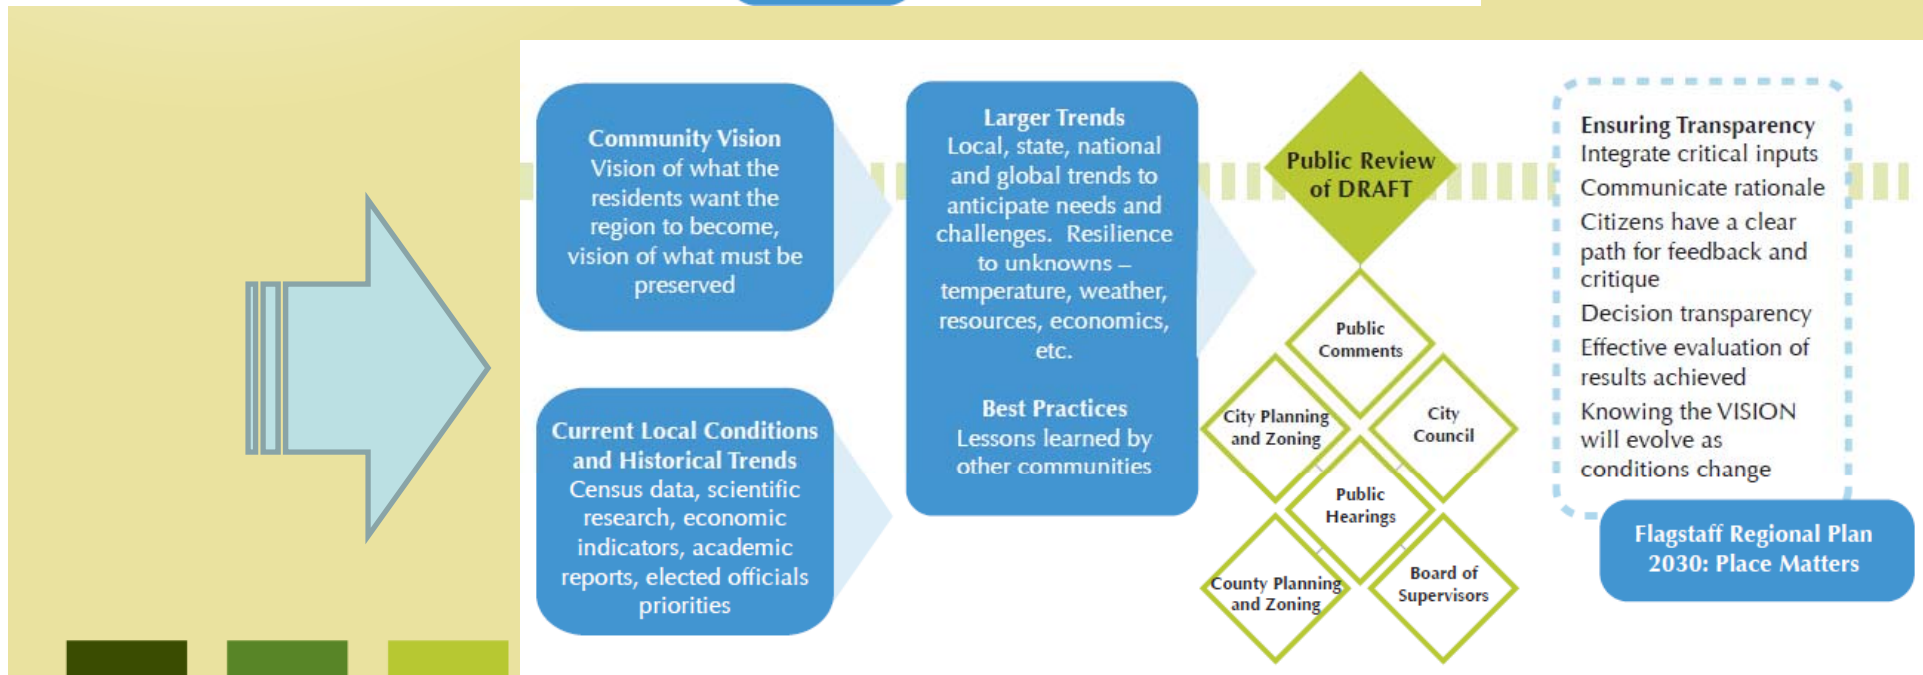 Community Vision
Vision of what the
residents want the
region to become,
vision of what must be
preserved
Current Local Conditions
and Historical Trends
Census data, scientific
research, economic
indicators, academic
reports, elected officials
priorities
Larger Trends
Local, state, national
and global trends to
anticipate needs and
challenges. Resilience
to unknowns –
temperature, weather,
resources, economics,
etc.
Best Practices
Lessons learned by
other communities
Public Review
of DRAFT
Public
Comments
City Planning
and Zoning
City
Council
Public
Hearings
County Planning
and Zoning
Board of
Supervisors
Ensuring Transparency
Integrate critical inputs
Communicate rationale
Citizens have a clear
path for feedback and
critique
Decision transparency
Effective evaluation of
results achieved
Knowing the VISION
will evolve as
conditions change
Flagstaff Regional Plan
2030: Place Matters